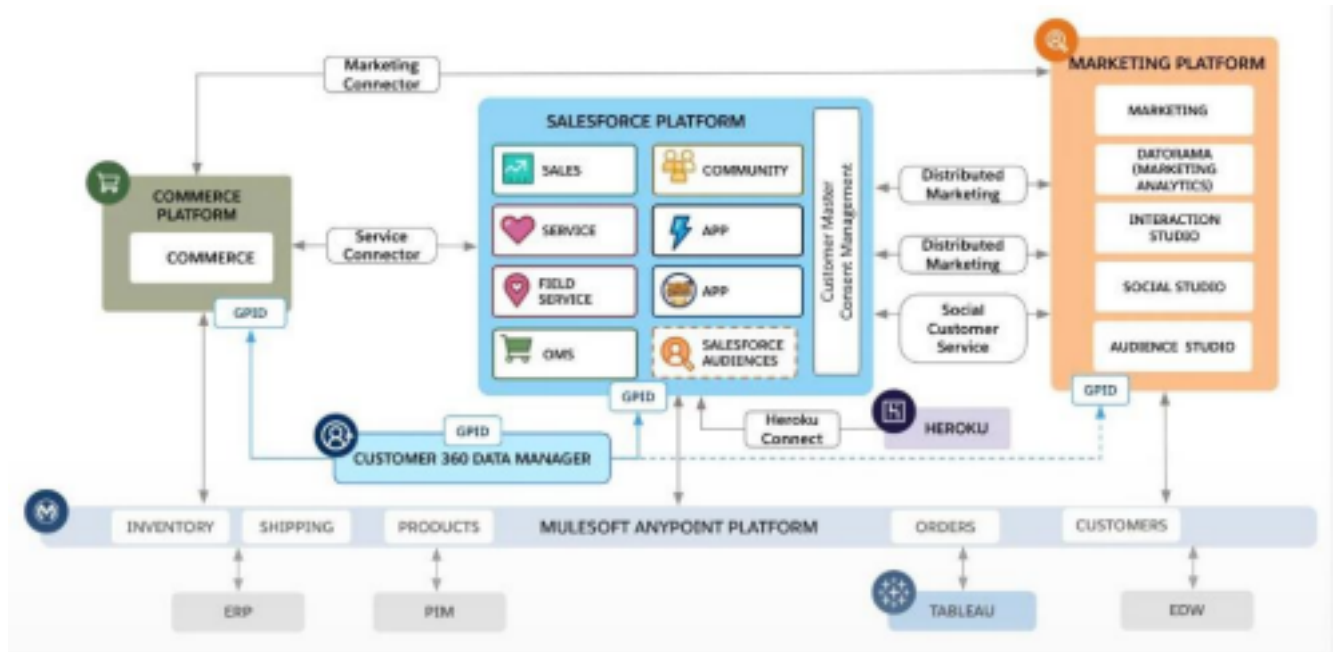 Marketing
Connector
MARKETING PLATFORM
MARKETING
DATORAMA
(MARKETING
ANALYTICS)
INTERACTION
STUDIO
SOCIAL STUDIO
AUDIENCE STUDIO
GPID
SALESFORCE PLATFORM
SALES
COMMUNITY
SERVICE
APP
FIELD
SERVICE
APP
OMS
SALESFORCE
AUDIENCES
Customer Master
Consent Management
GPID
COMMERCE
PLATFORM
COMMERCE
GPID
Service
Connector
Distributed
Marketing
Distributed
Marketing
Social
Customer
Service
Heroku
Connect
HEROKU
GPID
CUSTOMER 360 DATA MANAGER
INVENTORY
SHIPPING
PRODUCTS
MULESOFT ANYPOINT PLATFORM
ORDERS
CUSTOMERS
ERP
PIM
TABLEAU
EDW